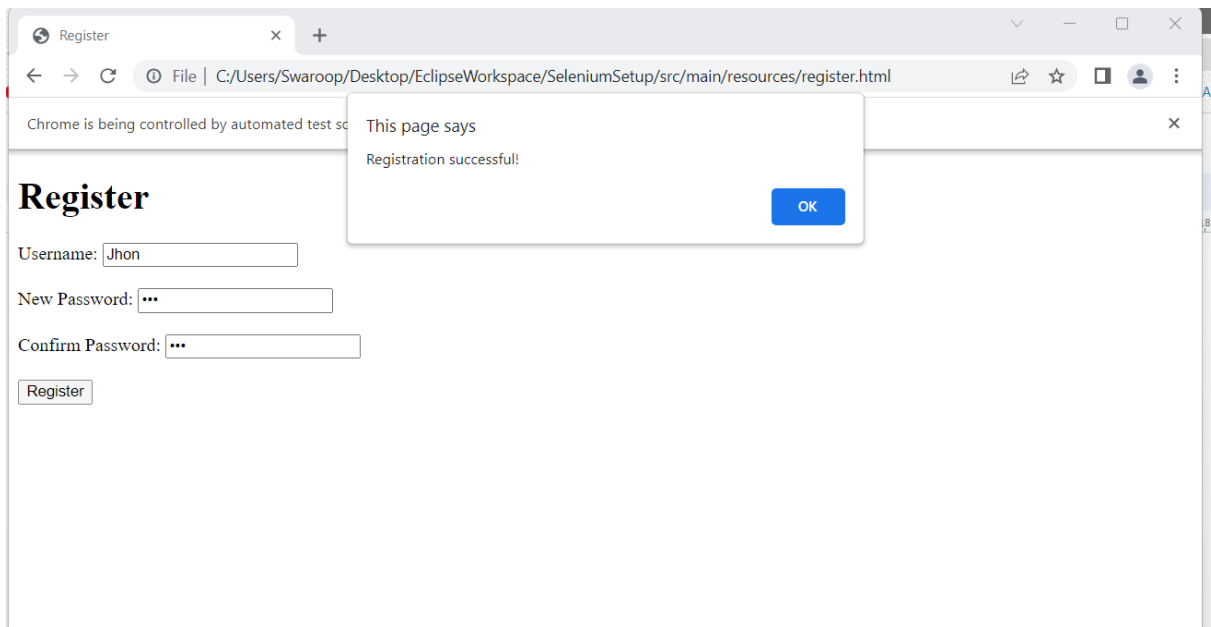 Register
File | C:/Users/Swaroop/Desktop/EclipseWorkspace/SeleniumSetup/src/main/resources/register.html
Chrome is being controlled by automated test
This page says
Registration successful!
OK
Register
Username: Jhon
New Password: •••
Confirm Password: •••
Register